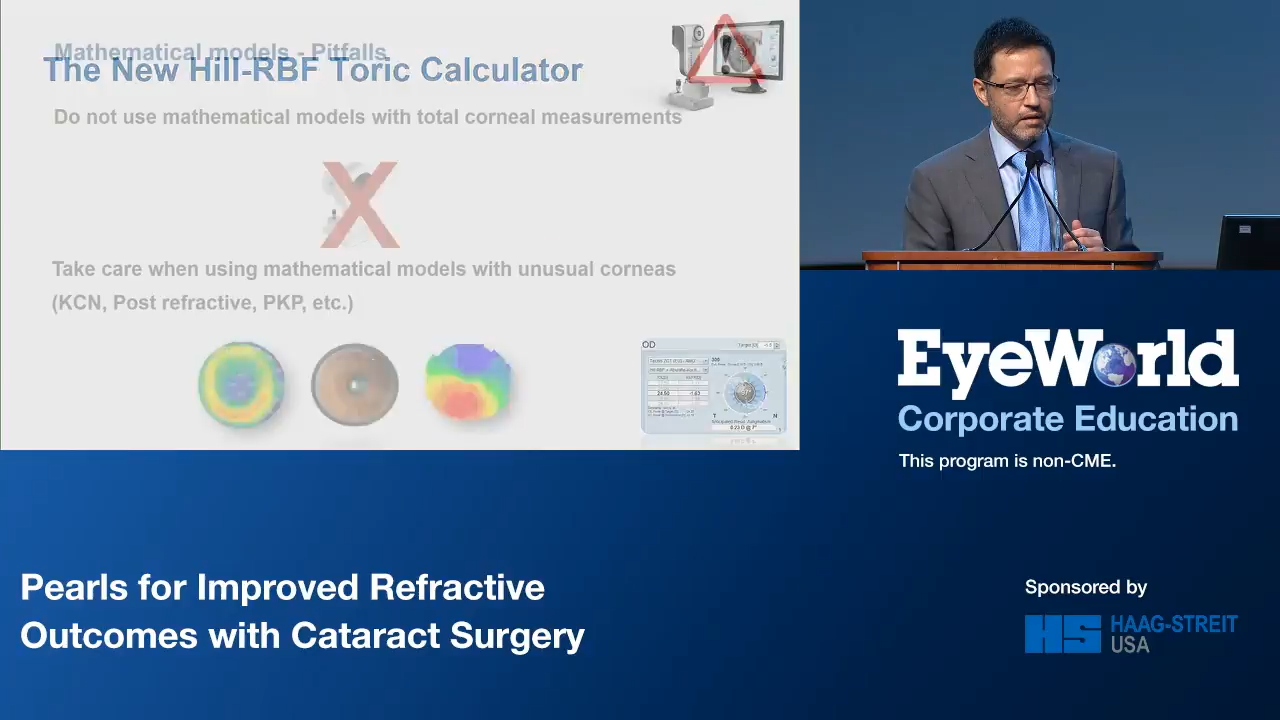 Mathematical models - Pitfalls
The New Hill-RBF Toric Calculator
Do not use mathematical models with total corneal measurements
X
Take care when using mathematical models with unusual corneas
(KCN, Post refractive, PKP, etc.)
OD
EyeWorld
Corporate Education
This program is non-CME.
Pearls for Improved Refractive
Outcomes with Cataract Surgery
Sponsored by
HS HAAG-STREIT
USA